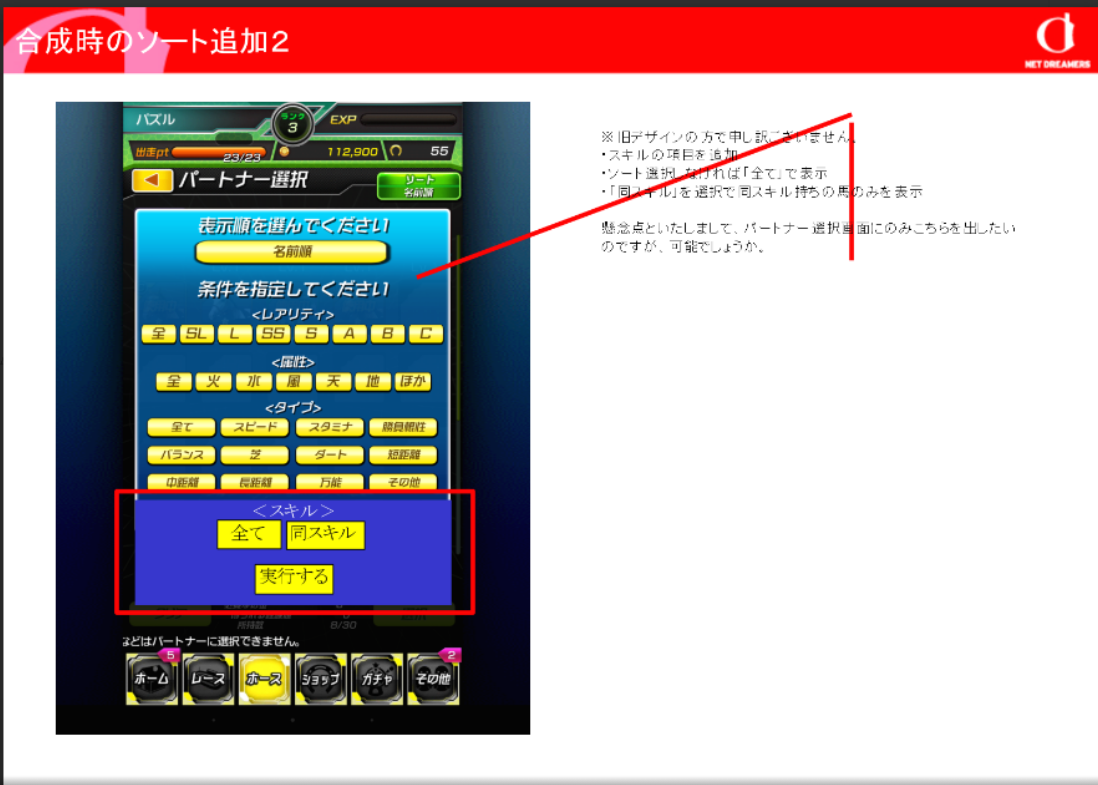 合成時のソート追加２
NET DREAMERS
パズル
ランク
3
EXP
出走pt
23/23
112,900
55
パートナー選択
ソート
名前順
表示順を選んでください
名前順
条件を指定してください
<レアリティ>
全 SL L SS S A B C
<属性>
全 火 水 風 天 地 ほか
<タイプ>
全て スピード スタミナ 勝負根性
バランス 芝 ダート 短距離
中距離 長距離 万能 その他
＜スキル＞
全て 同スキル
実行する
所持数 8/30
などはパートナーに選択できません。
5
2
ホーム レース ホース ショップ ガチャ その他
※旧デザインの方で申し訳ございません。
・スキルの項目を追加
・ソート選択しなければ「全て」で表示
・「同スキル」を選択で同スキル持ちの馬のみを表示
懸念点といたしまして、パートナー選択画面にのみこちらを出したい
のですが、可能でしょうか。